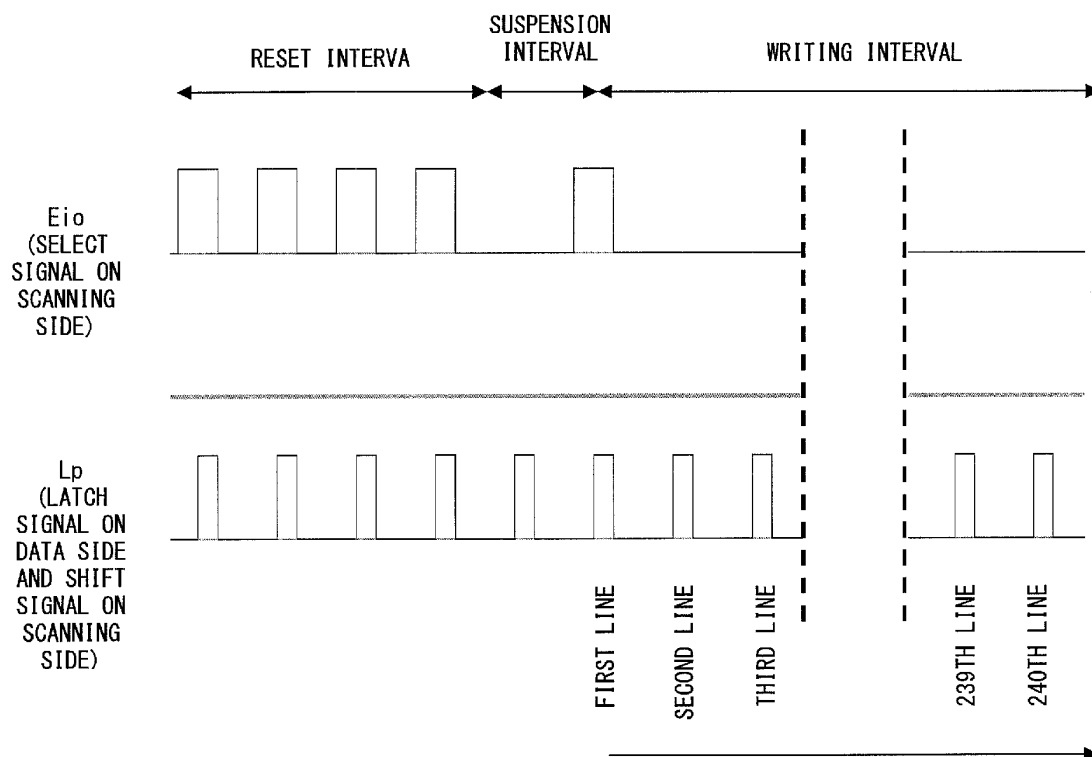 RESET INTERVA
SUSPENSION
INTERVAL
WRITING INTERVAL
Eio
(SELECT
SIGNAL ON
SCANNING
SIDE)
Lp
(LATCH
SIGNAL ON
DATA SIDE
AND SHIFT
SIGNAL ON
SCANNING
SIDE)
FIRST LINE
SECOND LINE
THIRD LINE
239TH LINE
240TH LINE